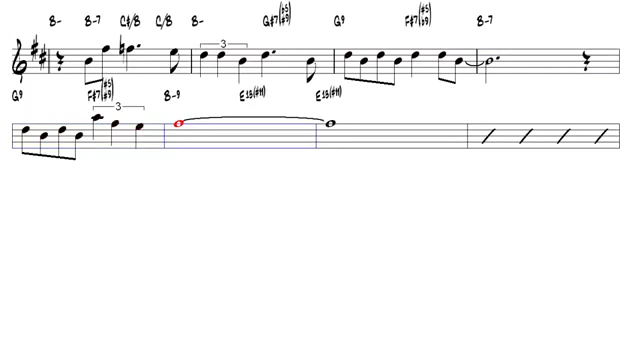 B- B-7 C#/B C/B B- G#7(b5 #9) G9 F#7(#5 b9) B-7
3
G9 F#7(#5 #9) B-9 E13(#11) E13(#11)
3